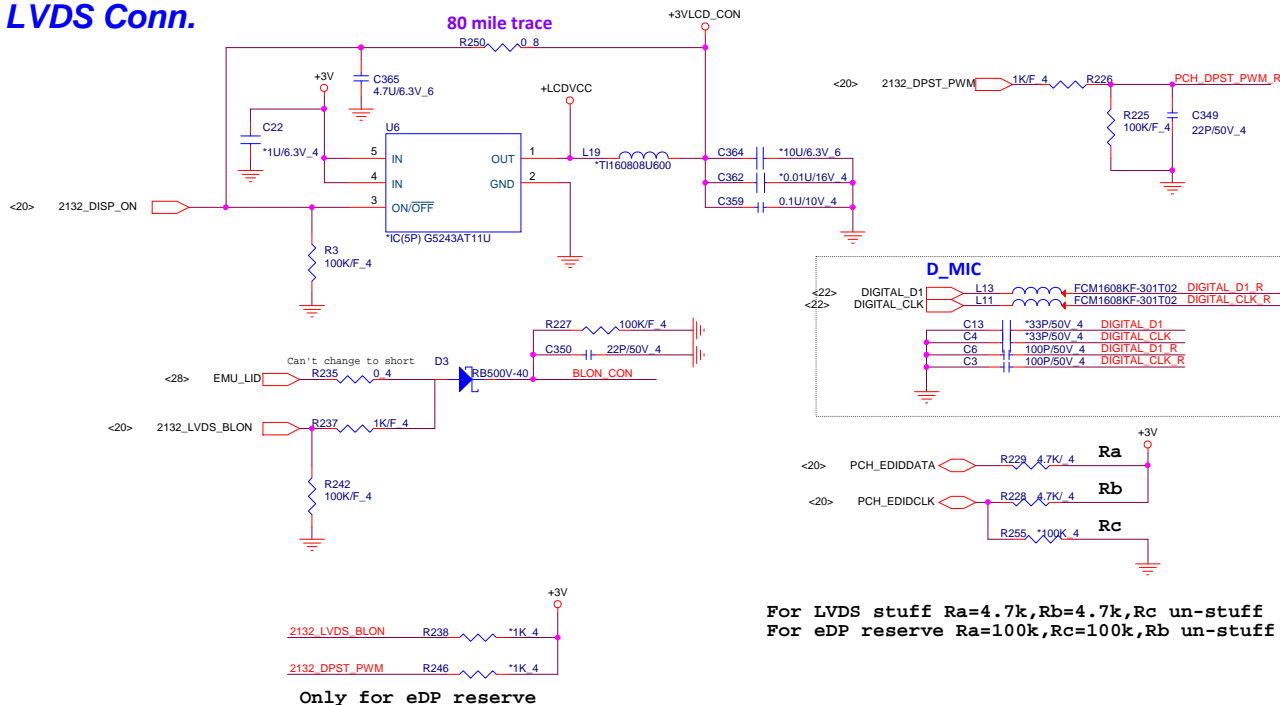 LVDS Conn.
80 mile trace
+3VLCD_CON
R250 0_8
+3V
C365
4.7U/6.3V_6
+LCDVCC
C22
*1U/6.3V_4
U6
5 IN
4 IN
3 ON/OFF
OUT 1
GND 2
*IC(5P) G5243AT11U
L19
*TI160808U600
C364 *10U/6.3V_6
C362 *0.01U/16V_4
C359 0.1U/10V_4
<20> 2132_DISP_ON
R3
100K/F_4
<20> 2132_DPST_PWM 1K/F_4 R226 PCH_DPST_PWM_R
R225
100K/F_4
C349
22P/50V_4
D_MIC
<22> DIGITAL_D1 L13 FCM1608KF-301T02 DIGITAL_D1_R
<22> DIGITAL_CLK L11 FCM1608KF-301T02 DIGITAL_CLK_R
C13 *33P/50V_4 DIGITAL_D1
C4 *33P/50V_4 DIGITAL_CLK
C6 100P/50V_4 DIGITAL_D1_R
C3 100P/50V_4 DIGITAL_CLK_R
R227 100K/F_4
C350 22P/50V_4
Can't change to short
<28> EMU_LID R235 0_4
D3
RB500V-40 BLON_CON
<20> 2132_LVDS_BLON R237 1K/F_4
R242
100K/F_4
+3V
<20> PCH_EDIDDATA R229 4.7K/_4 Ra
<20> PCH_EDIDCLK R228 4.7K/_4 Rb
R255 *100K_4 Rc
For LVDS stuff Ra=4.7k,Rb=4.7k,Rc un-stuff
For eDP reserve Ra=100k,Rc=100k,Rb un-stuff
+3V
2132_LVDS_BLON R238 *1K_4
2132_DPST_PWM R246 *1K_4
Only for eDP reserve